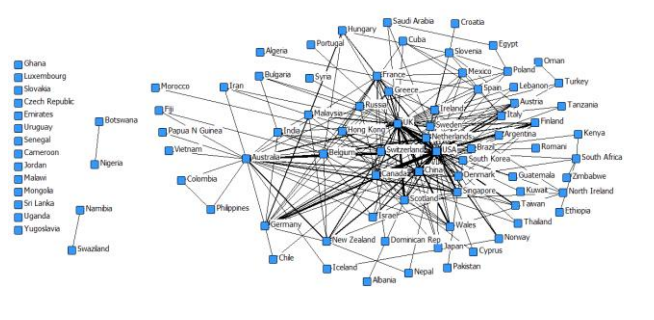 Ghana
Luxembourg
Slovakia
Czech Republic
Emirates
Uruguay
Senegal
Cameroon
Jordan
Malawi
Mongolia
Sri Lanka
Uganda
Yugoslavia
Botswana
Nigeria
Namibia
Swaziland
Saudi Arabia
Croatia
Hungary
Cuba
Portugal
Egypt
Algeria
Slovenia
Oman
Bulgaria
Syria
France
Mexico
Poland
Turkey
Morocco
Iran
Greece
Spain
Lebanon
Fiji
Malaysia
Russia
Ireland
Austria
Tanzania
Italy
Papua N Guinea
India
Hong Kong
UK
Sweden
Finland
Netherlands
Argentina
Kenya
Vietnam
Australia
Belgium
Switzerland
USA
Brazil
Romani
South Korea
South Africa
Colombia
Canada
China
Denmark
Guatemala
Zimbabwe
Singapore
Kuwait
North Ireland
Philippines
Scotland
Taiwan
Ethiopia
Israel
Germany
Wales
Thailand
New Zealand
Dominican Rep
Japan
Norway
Cyprus
Chile
Iceland
Nepal
Pakistan
Albania